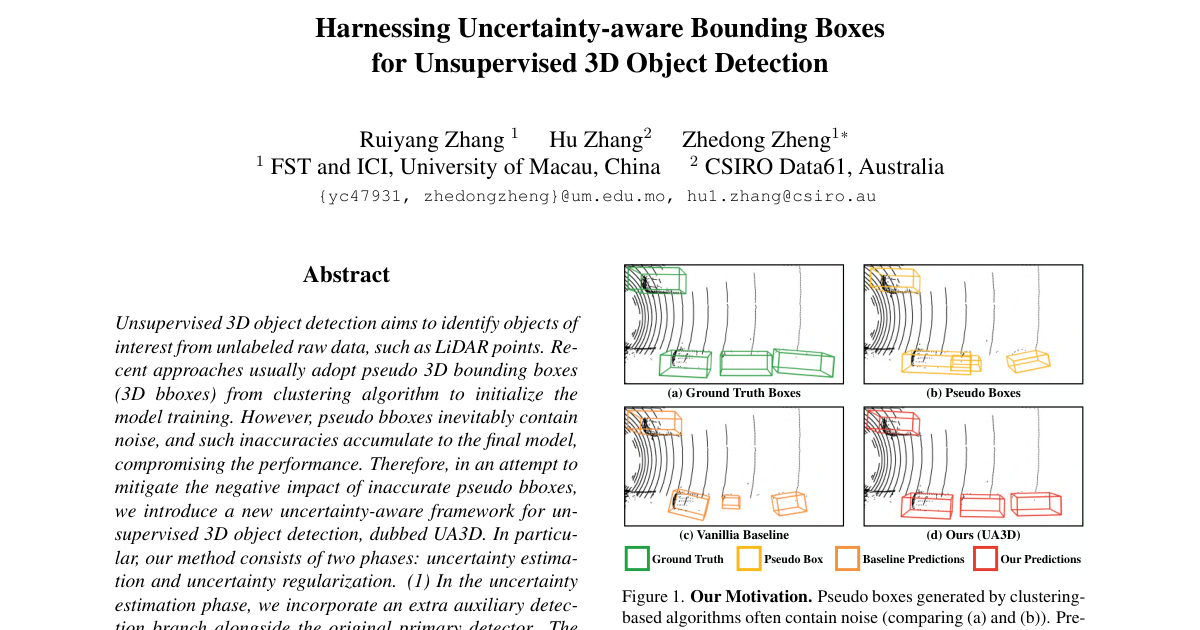 Harnessing Uncertainty-aware Bounding Boxes
for Unsupervised 3D Object Detection
Ruiyang Zhang 1 Hu Zhang2 Zhedong Zheng1*
1 FST and ICI, University of Macau, China 2 CSIRO Data61, Australia
{yc47931, zhedongzheng}@um.edu.mo, hu1.zhang@csiro.au
Abstract
Unsupervised 3D object detection aims to identify objects of
interest from unlabeled raw data, such as LiDAR points. Re-
cent approaches usually adopt pseudo 3D bounding boxes
(3D bboxes) from clustering algorithm to initialize the
model training. However, pseudo bboxes inevitably contain
noise, and such inaccuracies accumulate to the final model,
compromising the performance. Therefore, in an attempt to
mitigate the negative impact of inaccurate pseudo bboxes,
we introduce a new uncertainty-aware framework for un-
supervised 3D object detection, dubbed UA3D. In particu-
lar, our method consists of two phases: uncertainty estima-
tion and uncertainty regularization. (1) In the uncertainty
estimation phase, we incorporate an extra auxiliary detec-
tion branch alongside the original primary detector. The
(a) Ground Truth Boxes
(b) Pseudo Boxes
(c) Vanillia Baseline
(d) Ours (UA3D)
Ground Truth Pseudo Box Baseline Predictions Our Predictions
Figure 1. Our Motivation. Pseudo boxes generated by clustering-
based algorithms often contain noise (comparing (a) and (b)). Pre-